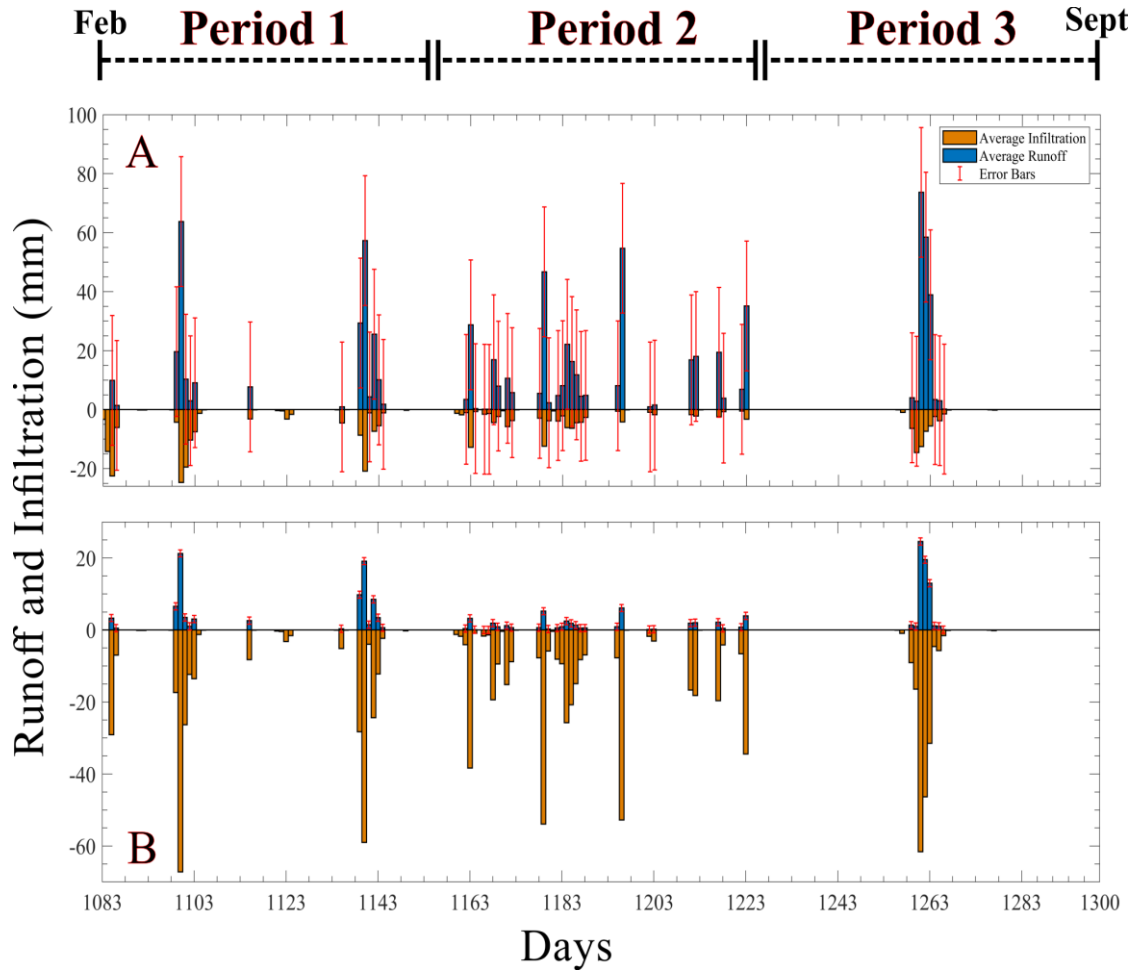 Feb Period 1 Period 2 Period 3 Sept
A
Average Infiltration
Average Runoff
Error Bars
100
80
60
40
20
0
-20
B
20
0
-20
-40
-60
1083 1103 1123 1143 1163 1183 1203 1223 1243 1263 1283 1300
Runoff and Infiltration (mm)
Days